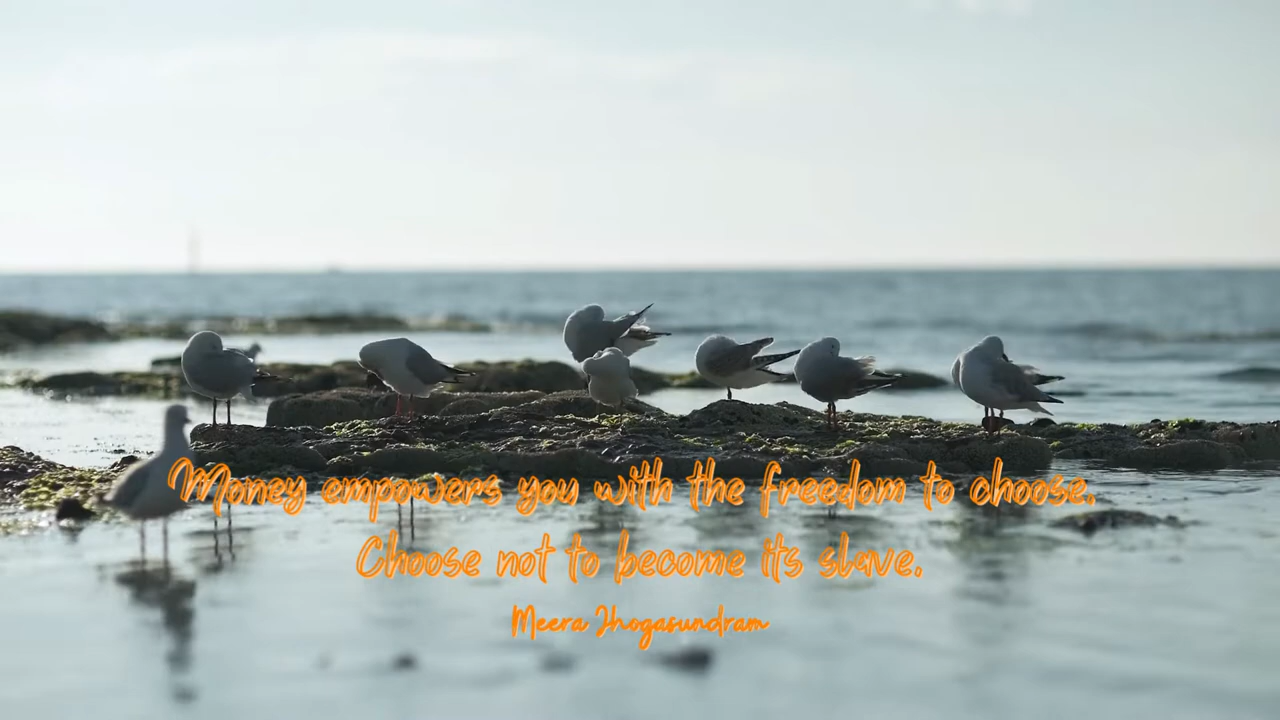 Money empowers you with the freedom to choose.
Choose not to become its slave.
Meera Jhogasundram